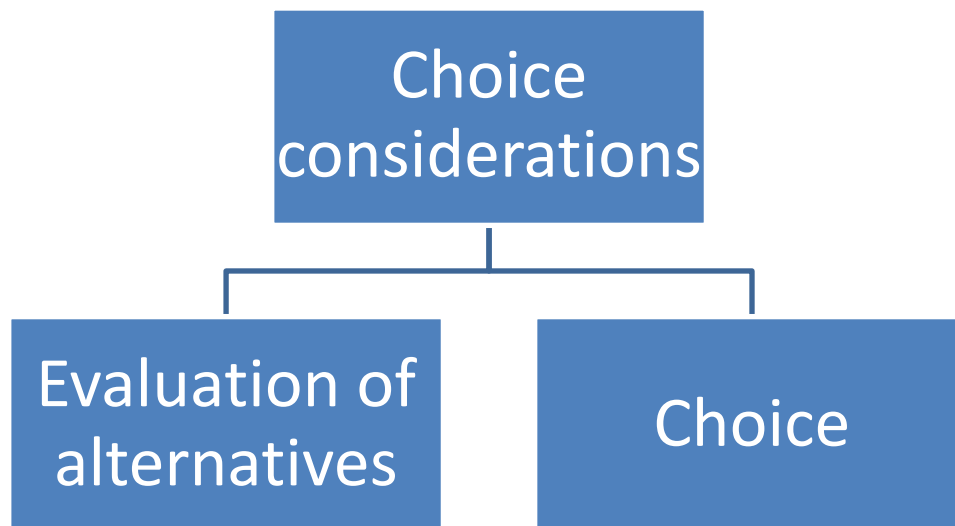 Choice
considerations
Evaluation of
alternatives
Choice